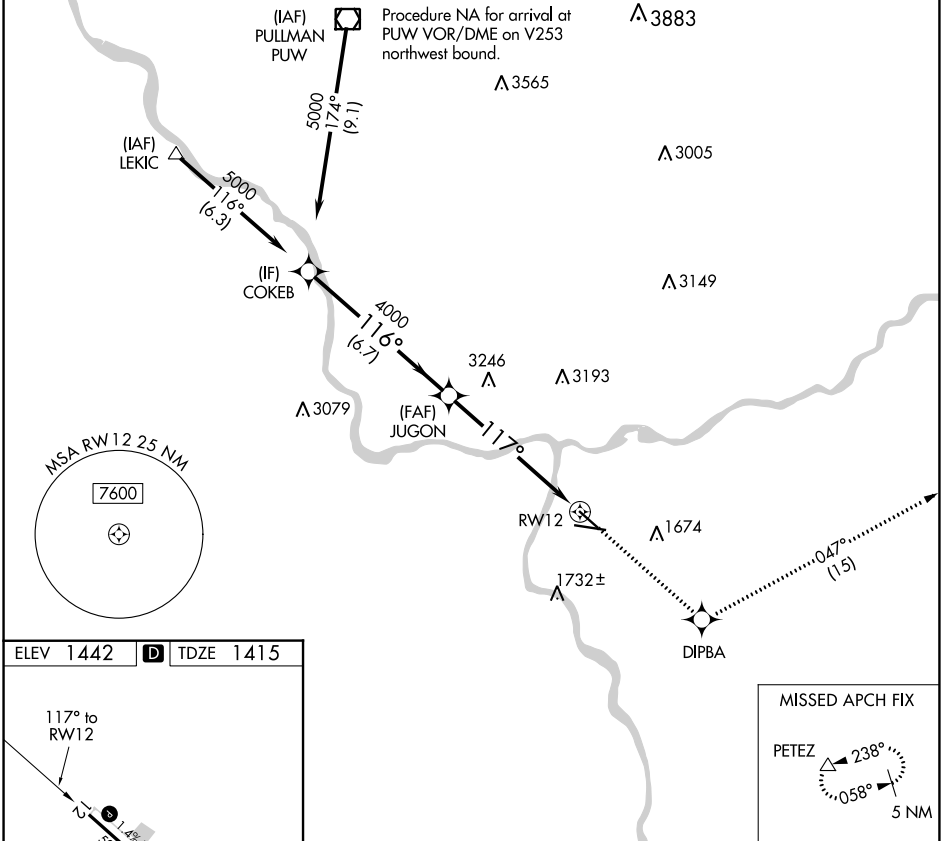 (IAF)
PULLMAN
PUW
Procedure NA for arrival at
PUW VOR/DME on V253
northwest bound.
3883
3565
5000
174°
(9.1)
(IAF)
LEKIC
3005
5000
116°
(6.3)
(IF)
COKEB
3149
4000
116°
(6.7)
3246
3193
3079
(FAF)
JUGON
117°
MSA RW12 25 NM
7600
RW12
1674
047°
(15)
1732±
DIPBA
ELEV 1442 D TDZE 1415
117° to
RW12
12
P
1.4%
MISSED APCH FIX
PETEZ
238°
058°
5 NM